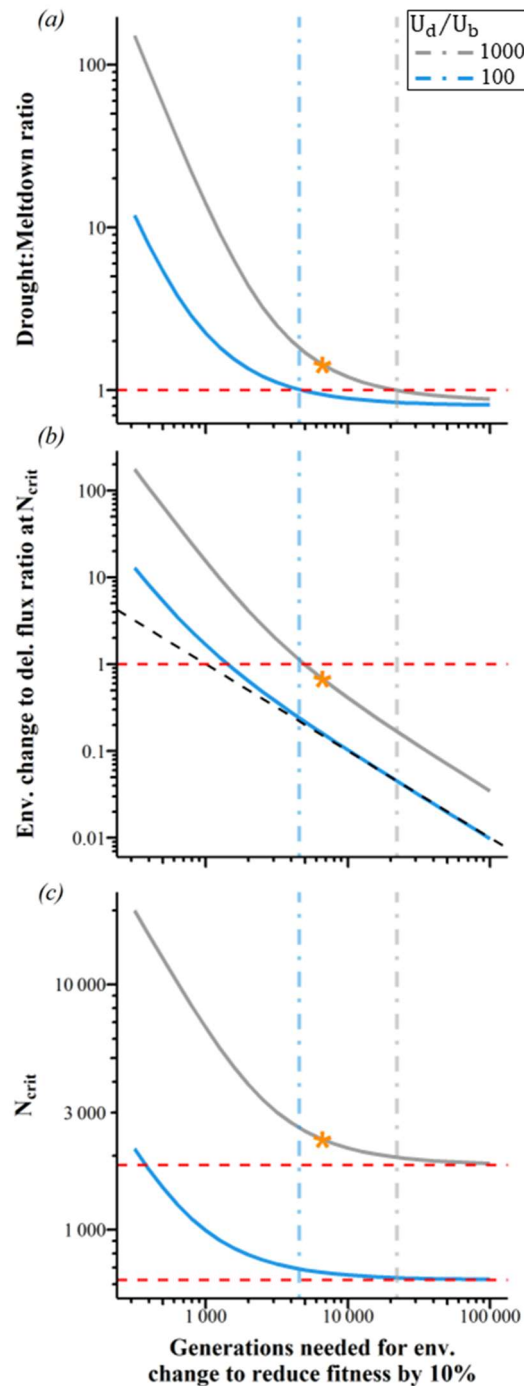 (a)
U_d/U_b
1000
100
100
10
1
Drought:Meltdown ratio
(b)
100
10
1
0.1
0.01
Env. change to del. flux ratio at N_crit
(c)
10 000
3 000
1 000
N_crit
1 000
10 000
100 000
Generations needed for env.
change to reduce fitness by 10%